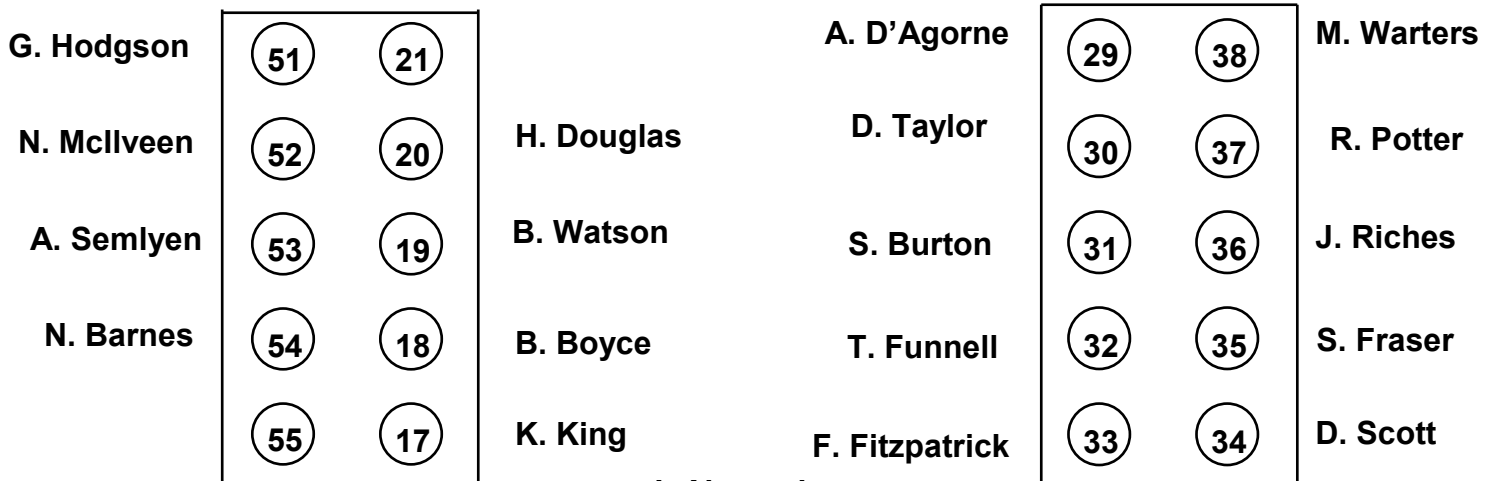 G. Hodgson 51 21 A. D’Agorne 29 38 M. Warters
N. McIlveen 52 20 H. Douglas D. Taylor 30 37 R. Potter
A. Semlyen 53 19 B. Watson S. Burton 31 36 J. Riches
N. Barnes 54 18 B. Boyce T. Funnell 32 35 S. Fraser
55 17 K. King F. Fitzpatrick 33 34 D. Scott